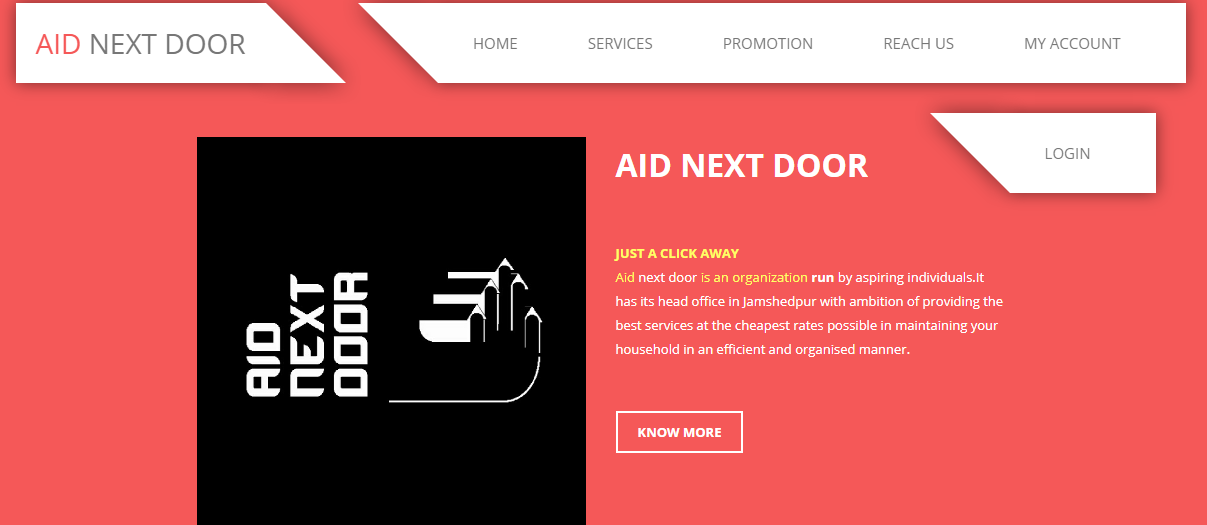 AID NEXT DOOR
HOME SERVICES PROMOTION REACH US MY ACCOUNT
LOGIN
AID
NEXT
DOOR
AID NEXT DOOR
JUST A CLICK AWAY
Aid next door is an organization run by aspiring individuals.It
has its head office in Jamshedpur with ambition of providing the
best services at the cheapest rates possible in maintaining your
household in an efficient and organised manner.
KNOW MORE